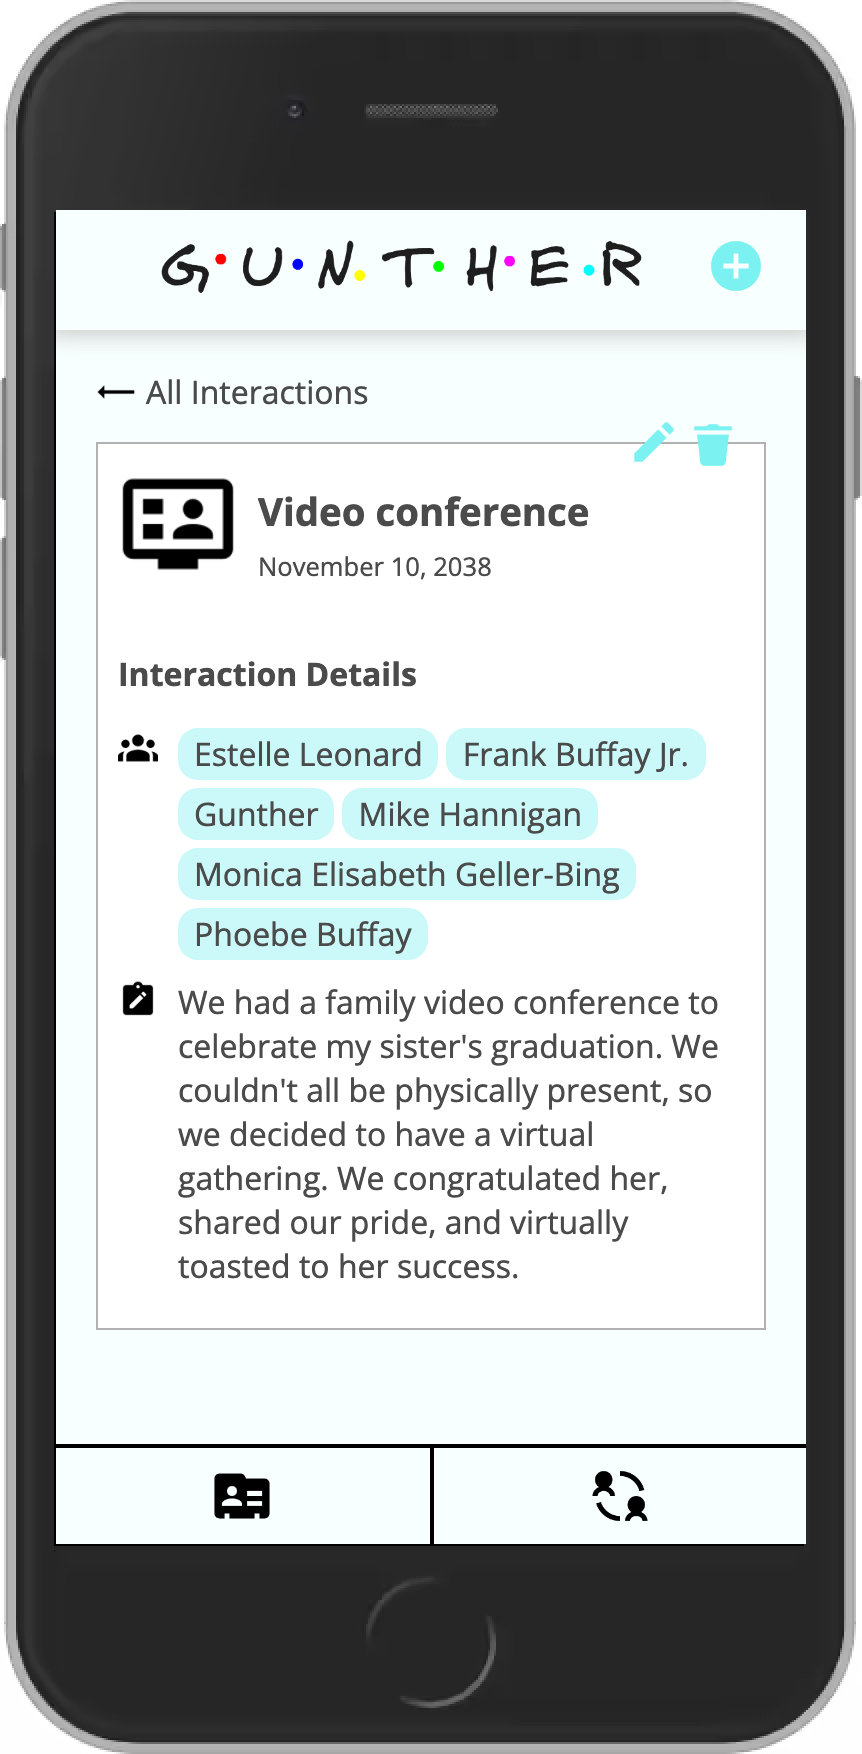 G•U•N•T•H•E•R
All Interactions
Video conference
November 10, 2038
Interaction Details
Estelle Leonard Frank Buffay Jr.
Gunther Mike Hannigan
Monica Elisabeth Geller-Bing
Phoebe Buffay
We had a family video conference to
celebrate my sister's graduation. We
couldn't all be physically present, so
we decided to have a virtual
gathering. We congratulated her,
shared our pride, and virtually
toasted to her success.